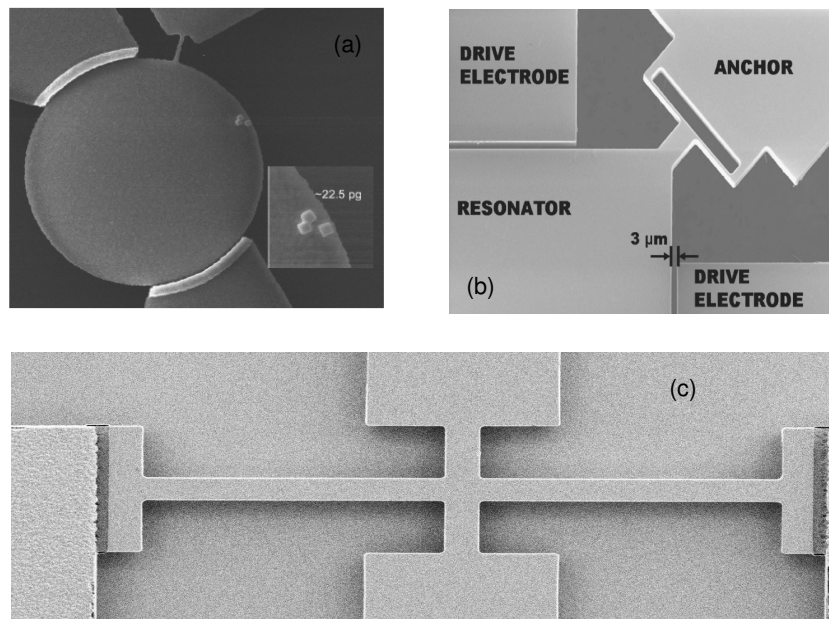 (a)
~22.5 pg
DRIVE
ELECTRODE
ANCHOR
RESONATOR
3 µm
(b)
DRIVE
ELECTRODE
(c)